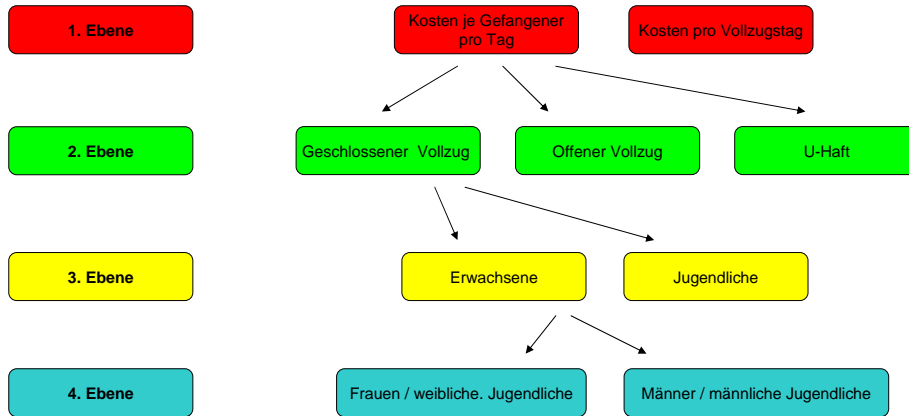 1. Ebene
Kosten je Gefangener
pro Tag
Kosten pro Vollzugstag
2. Ebene
Geschlossener Vollzug
Offener Vollzug
U-Haft
3. Ebene
Erwachsene
Jugendliche
4. Ebene
Frauen / weibliche. Jugendliche
Männer / männliche Jugendliche